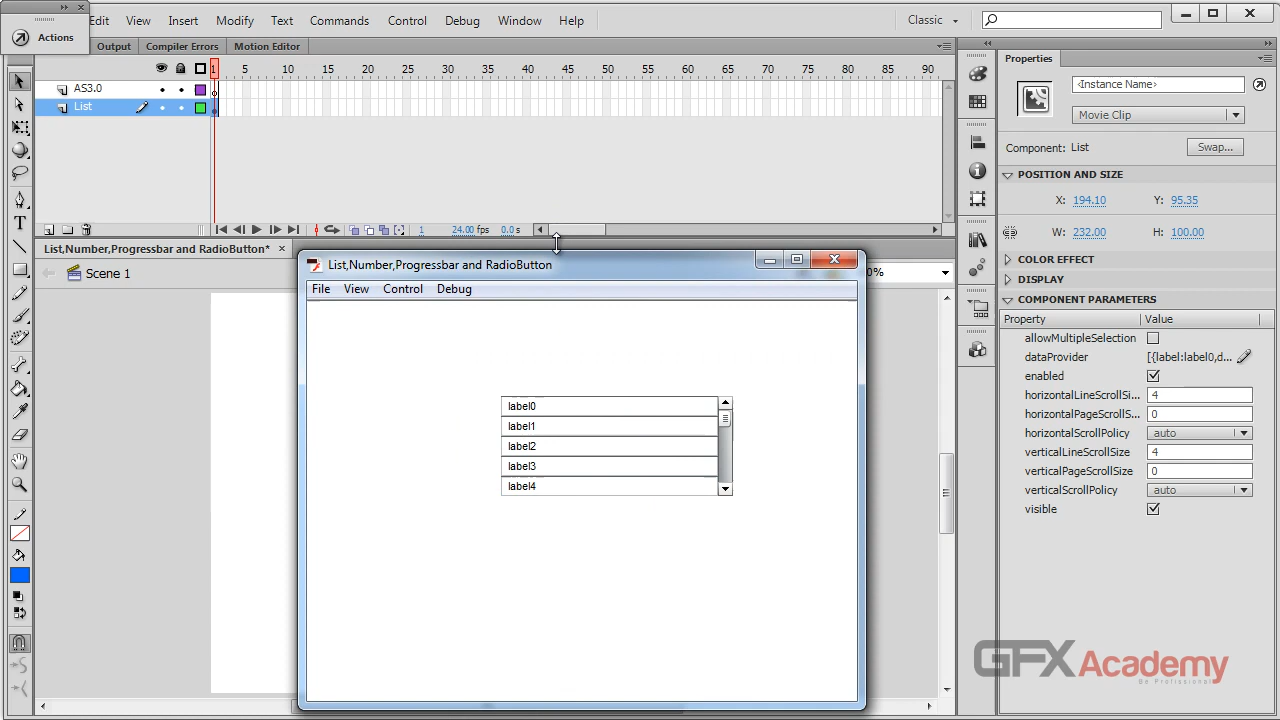 Edit View Insert Modify Text Commands Control Debug Window Help Classic
Actions
Output Compiler Errors Motion Editor
1 5 10 15 20 25 30 35 40 45 50 55 60 65 70 75 80 85 90
AS3.0
List
1 24.00 fps 0.0 s
List,Number,Progressbar and RadioButton*
Scene 1
0%
List,Number,Progressbar and RadioButton
File View Control Debug
label0
label1
label2
label3
label4
Properties
<Instance Name>
Movie Clip
Component: List Swap...
POSITION AND SIZE
X: 194.10 Y: 95.35
W: 232.00 H: 100.00
COLOR EFFECT
DISPLAY
COMPONENT PARAMETERS
Property Value
allowMultipleSelection
dataProvider [{label:label0,d...
enabled
horizontalLineScrollSi... 4
horizontalPageScrollS... 0
horizontalScrollPolicy auto
verticalLineScrollSize 4
verticalPageScrollSize 0
verticalScrollPolicy auto
visible
GFXAcademy
Be Professional